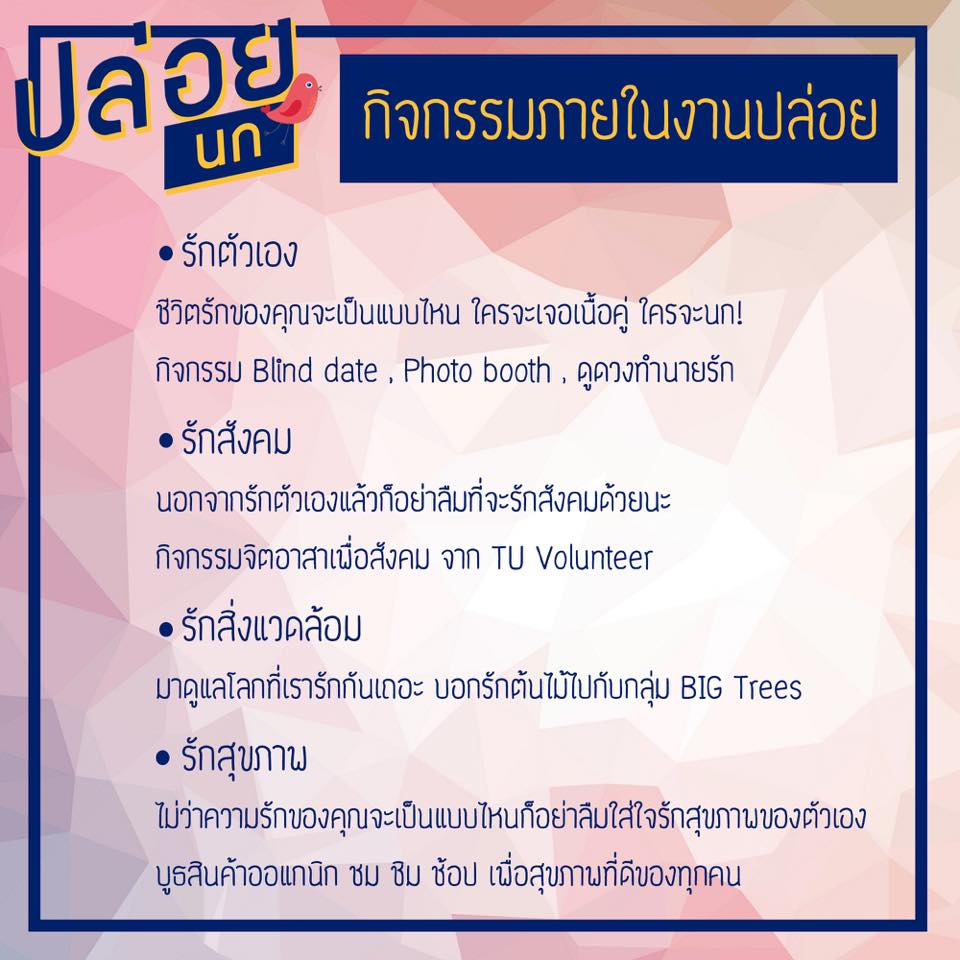 ปล่อย
นก
กิจกรรมภายในงานปล่อย
• รักตัวเอง
ชีวิตรักของคุณจะเป็นแบบไหน ใครจะเจอเนื้อคู่ ใครจะนก!
กิจกรรม Blind date , Photo booth , ดูดวงทำนายรัก
• รักสังคม
นอกจากรักตัวเองแล้วก็อย่าลืมที่จะรักสังคมด้วยนะ
กิจกรรมจิตอาสาเพื่อสังคม จาก TU Volunteer
• รักสิ่งแวดล้อม
มาดูแลโลกที่เรารักกันเถอะ บอกรักต้นไม้ไปกับกลุ่ม BIG Trees
• รักสุขภาพ
ไม่ว่าความรักของคุณจะเป็นแบบไหนก็อย่าลืมใส่ใจรักสุขภาพของตัวเอง
บูธสินค้าออแกนิก ชม ชิม ช้อป เพื่อสุขภาพที่ดีของทุกคน